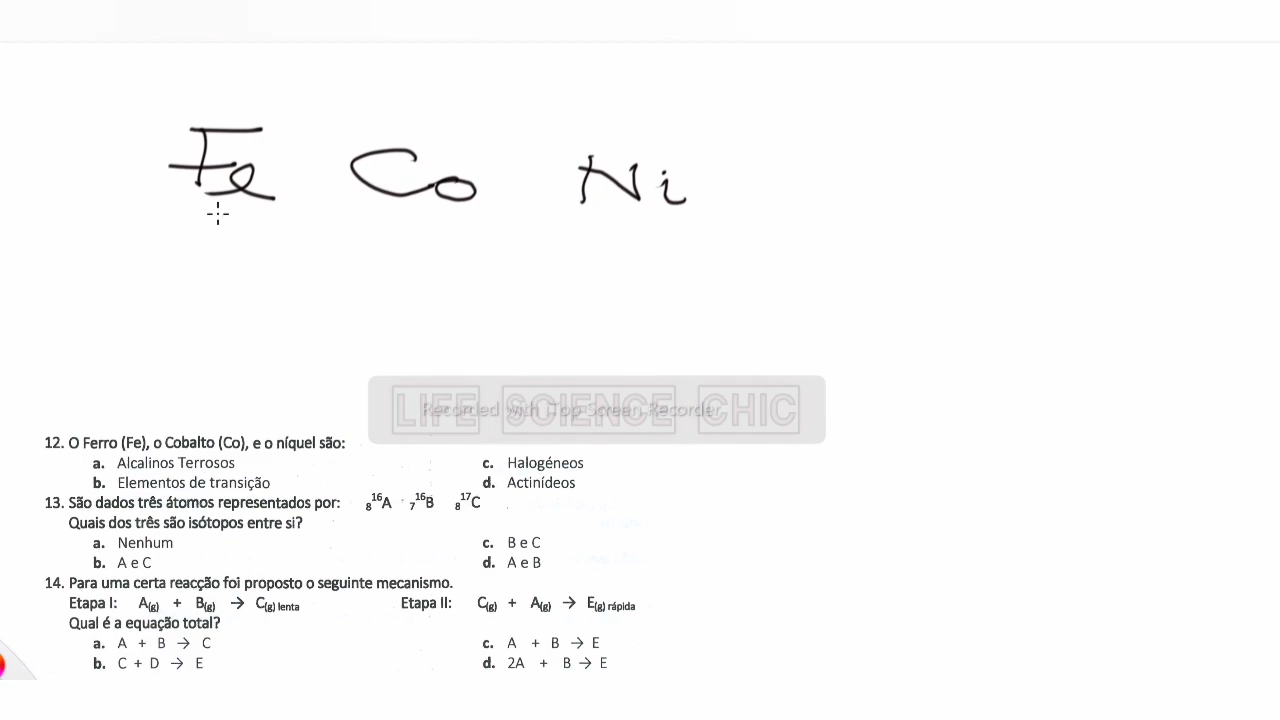 Fe Co Ni
LIFE SCIENCE CHIC
Recorded with iTop Screen Recorder
12. O Ferro (Fe), o Cobalto (Co), e o níquel são:
a. Alcalinos Terrosos c. Halogéneos
b. Elementos de transição d. Actinídeos
13. São dados três átomos representados por: ₈¹⁶A ₇¹⁶B ₈¹⁷C
Quais dos três são isótopos entre si?
a. Nenhum c. B e C
b. A e C d. A e B
14. Para uma certa reacção foi proposto o seguinte mecanismo.
Etapa I: A(g) + B(g) → C(g) lenta Etapa II: C(g) + A(g) → E(g) rápida
Qual é a equação total?
a. A + B → C c. A + B → E
b. C + D → E d. 2A + B → E